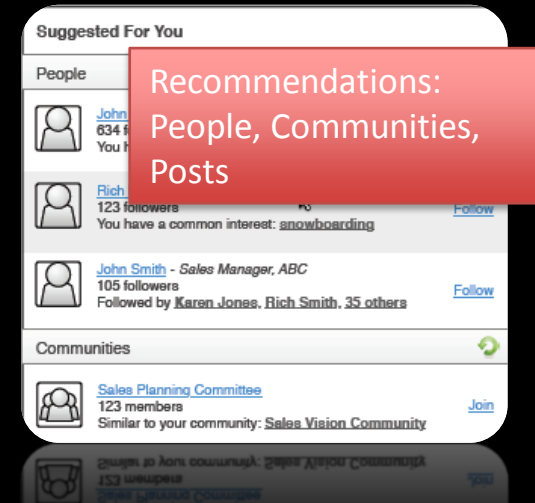 Suggested For You
People
Recommendations:
People, Communities,
Posts
John
634 f
You h
Rich
123 followers
Follow
You have a common interest: snowboarding
John Smith - Sales Manager, ABC
105 followers
Follow
Followed by Karen Jones, Rich Smith, 35 others
Communities
Sales Planning Committee
123 members
Join
Similar to your community: Sales Vision Community